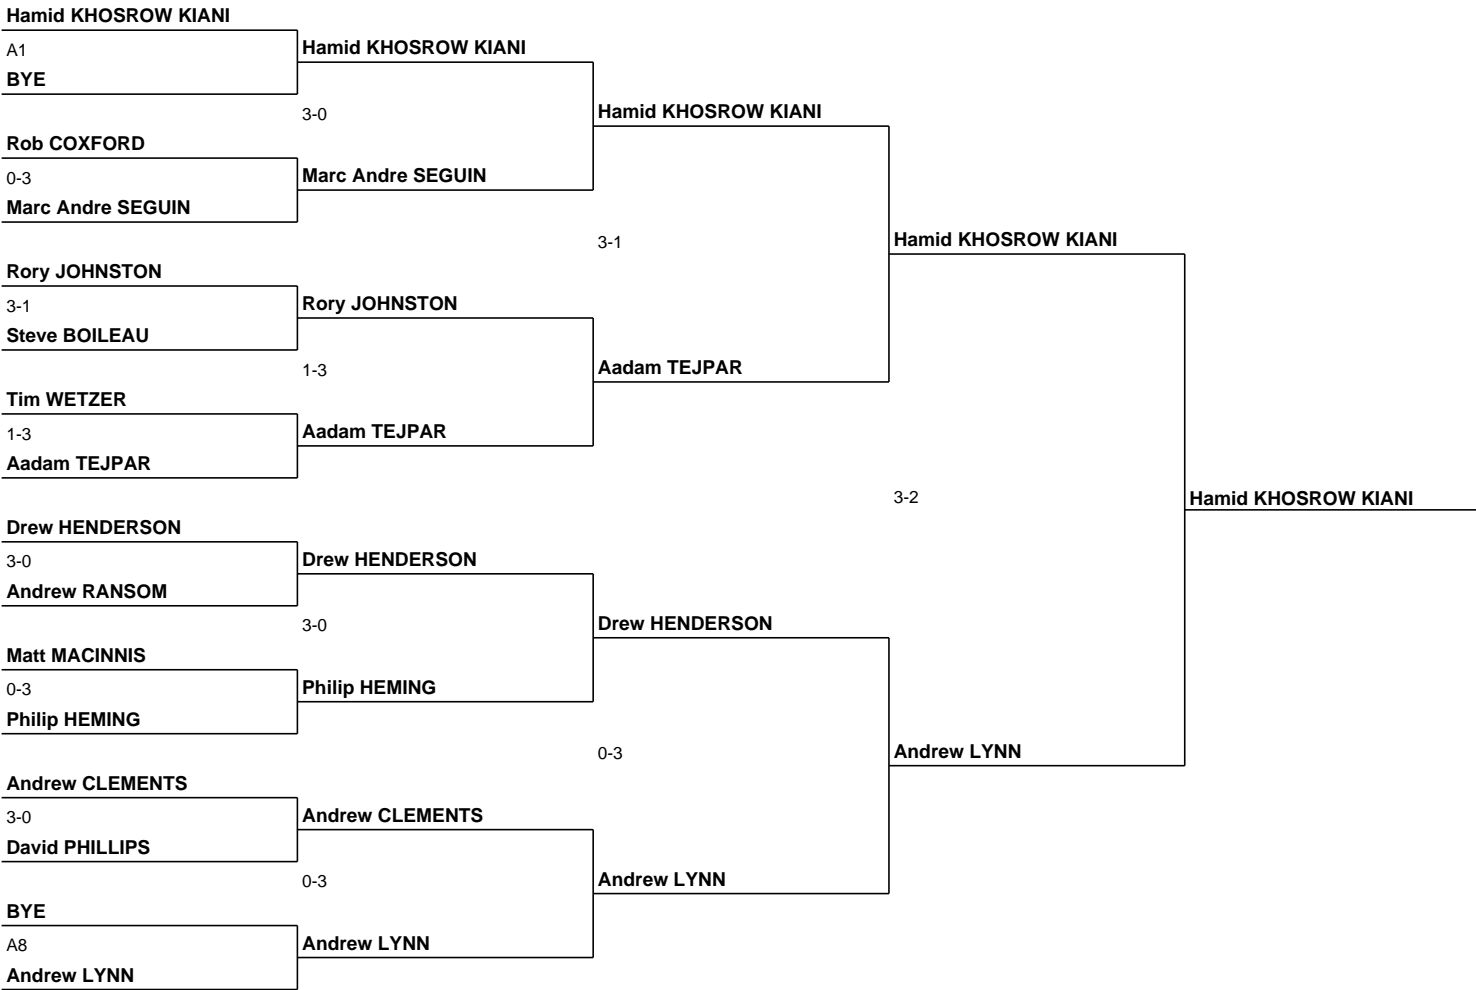 Hamid KHOSROW KIANI
A1
BYE
Rob COXFORD
0-3
Marc Andre SEGUIN
Rory JOHNSTON
3-1
Steve BOILEAU
Tim WETZER
1-3
Aadam TEJPAR
Drew HENDERSON
3-0
Andrew RANSOM
Matt MACINNIS
0-3
Philip HEMING
Andrew CLEMENTS
3-0
David PHILLIPS
BYE
A8
Andrew LYNN
Hamid KHOSROW KIANI
3-0
Marc Andre SEGUIN
Rory JOHNSTON
1-3
Aadam TEJPAR
Drew HENDERSON
3-0
Philip HEMING
Andrew CLEMENTS
0-3
Andrew LYNN
Hamid KHOSROW KIANI
3-1
Aadam TEJPAR
Drew HENDERSON
0-3
Andrew LYNN
Hamid KHOSROW KIANI
3-2
Andrew LYNN
Hamid KHOSROW KIANI